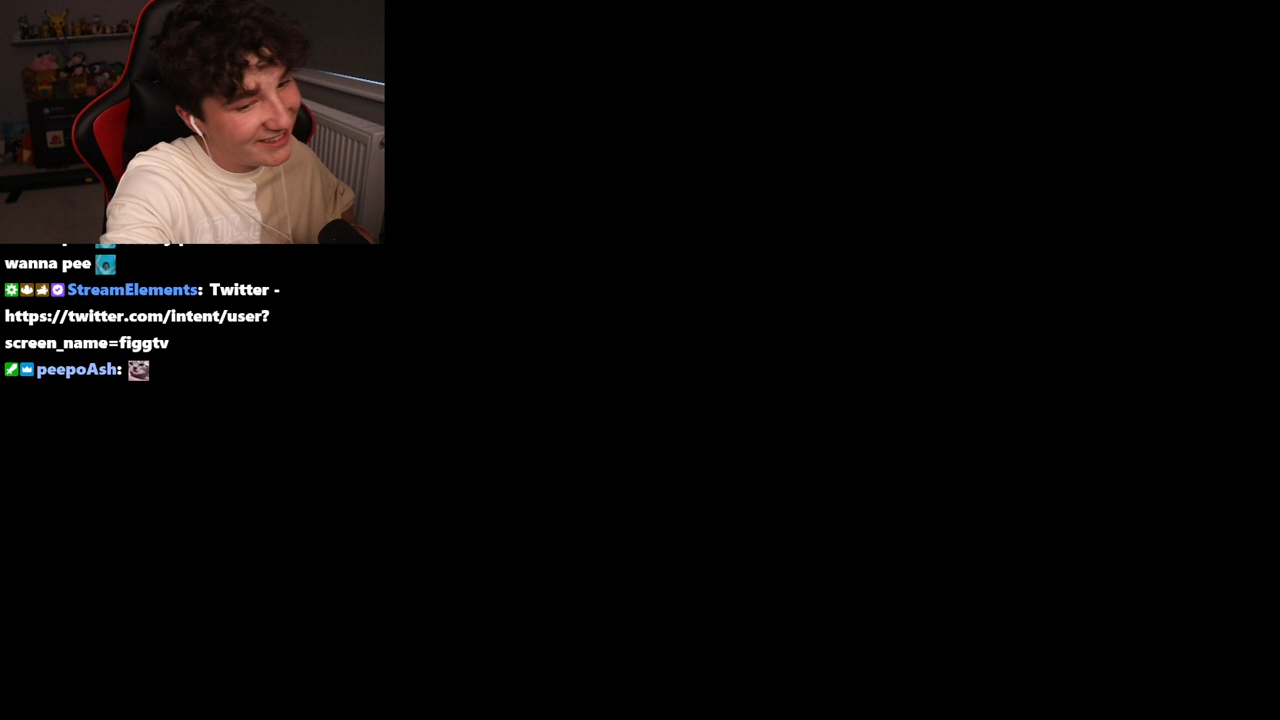 wanna pee
StreamElements: Twitter -
https://twitter.com/intent/user?
screen_name=figgtv
peepoAsh: